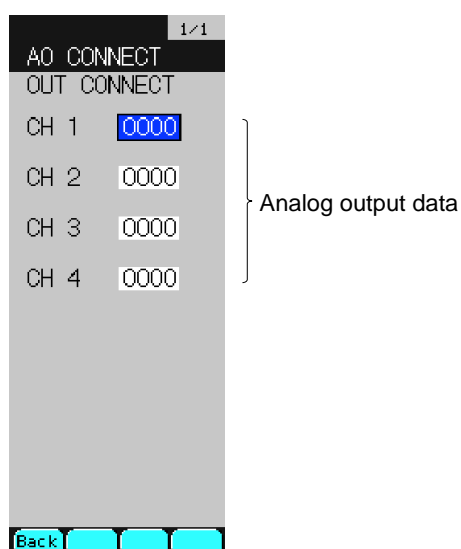 1/1
AO CONNECT
OUT CONNECT
CH 1 0000
CH 2 0000
CH 3 0000
CH 4 0000
Analog output data
Back